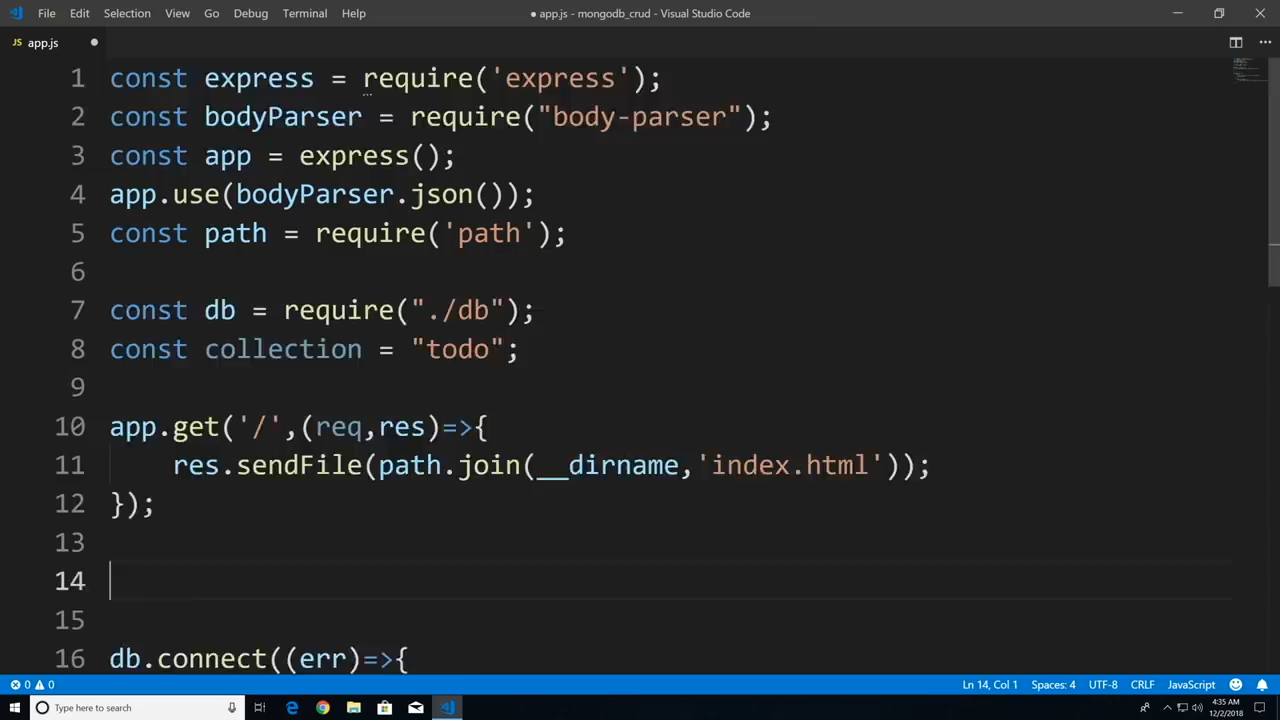 File Edit Selection View Go Debug Terminal Help ● app.js - mongodb_crud - Visual Studio Code
JS app.js
1 const express = require('express');
2 const bodyParser = require("body-parser");
3 const app = express();
4 app.use(bodyParser.json());
5 const path = require('path');
6
7 const db = require("./db");
8 const collection = "todo";
9
10 app.get('/',(req,res)=>{
11 res.sendFile(path.join(__dirname,'index.html'));
12 });
13
14
15
16 db.connect((err)=>{
0 0 Ln 14, Col 1 Spaces: 4 UTF-8 CRLF JavaScript
Type here to search 4:35 AM
12/2/2018